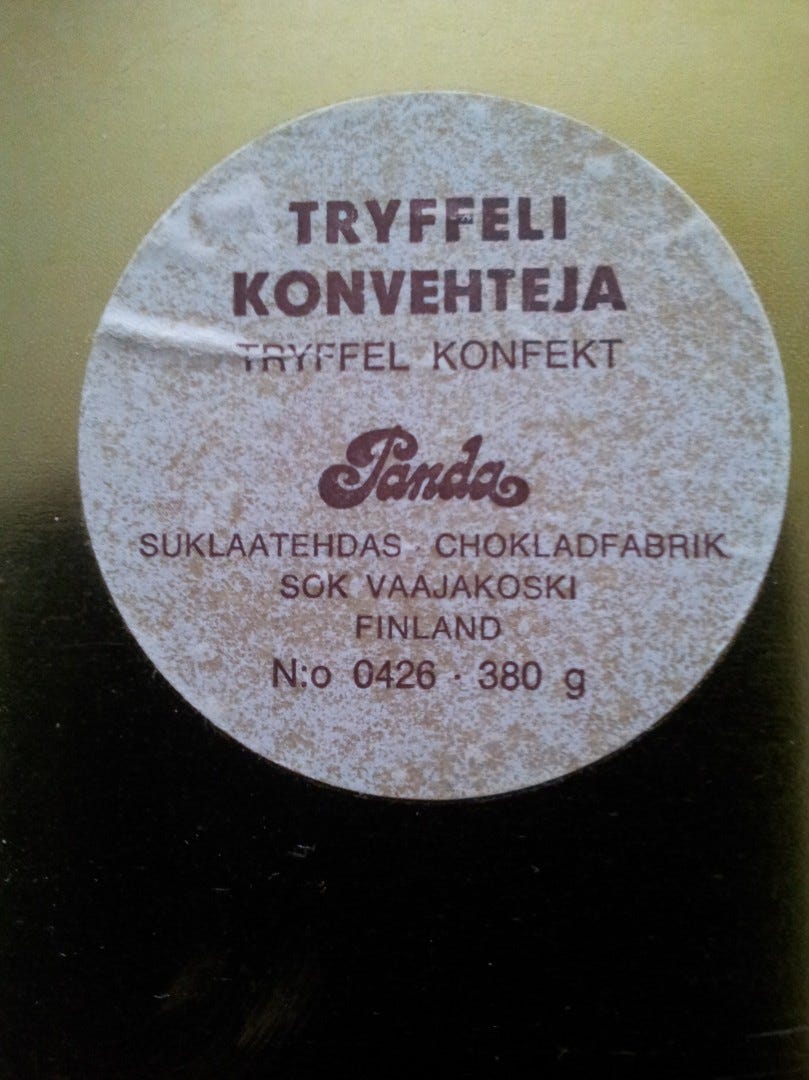 TRYFFELI
KONVEHTEJA
TRYFFEL KONFEKT
Panda
SUKLAATEHDAS · CHOKLADFABRIK
SOK VAAJAKOSKI
FINLAND
N:o 0426 · 380 g